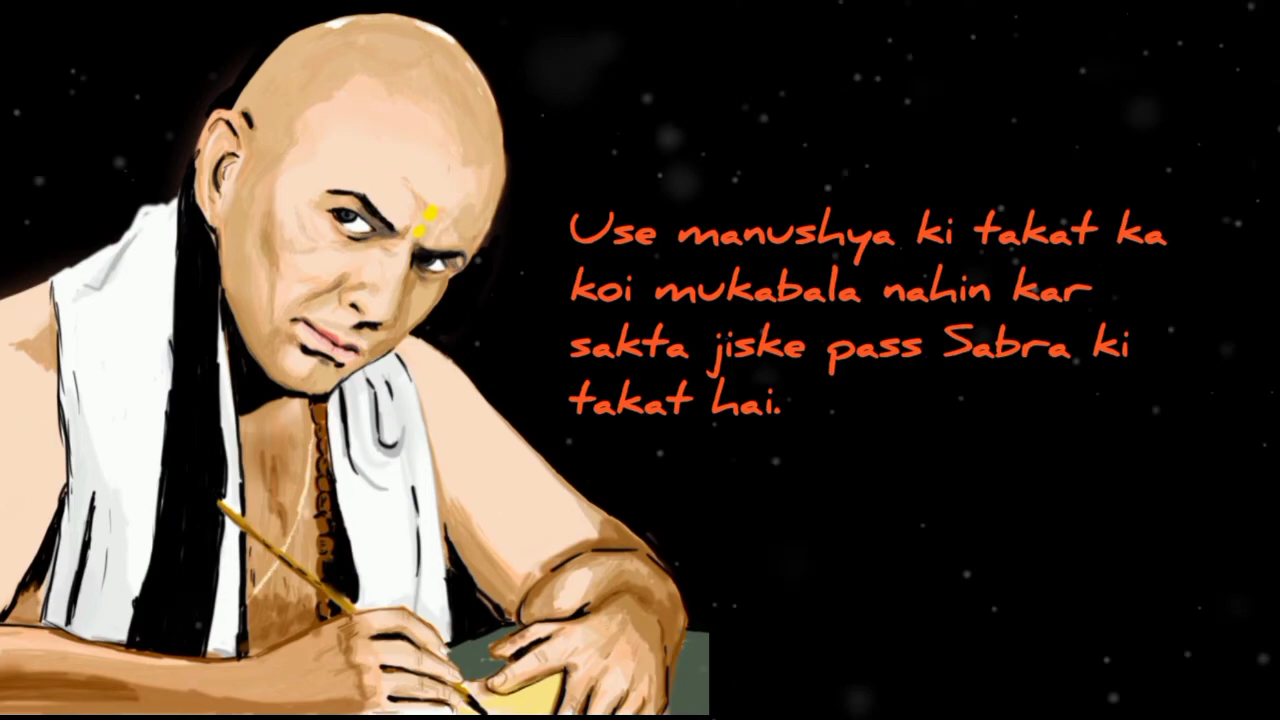 Use manushya ki takat ka
koi mukabala nahin kar
sakta jiske pass Sabra ki
takat hai.